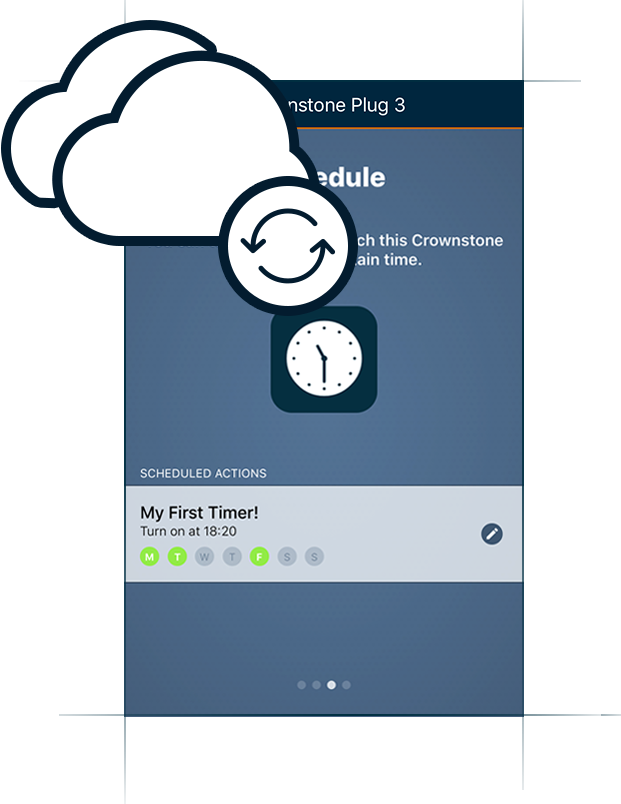 nstone Plug 3
edule
ch this Crownstone
ain time.
SCHEDULED ACTIONS
My First Timer!
Turn on at 18:20
M T W T F S S